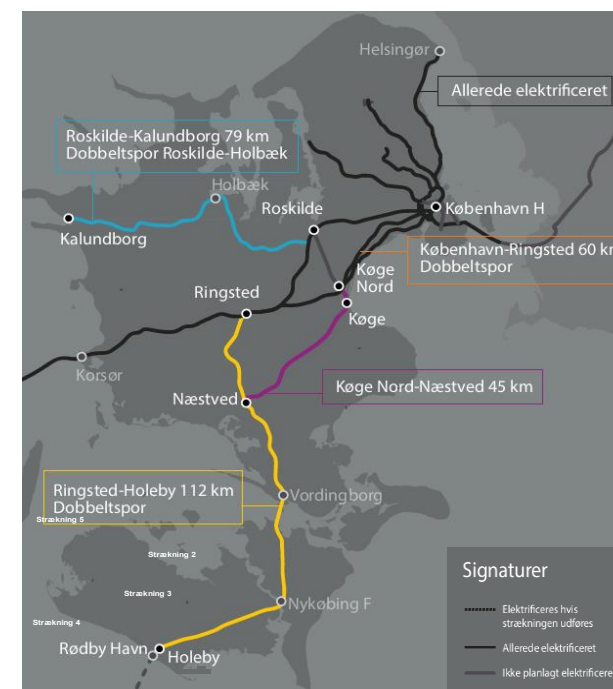 Helsingør
Allerede elektrificeret
Roskilde-Kalundborg 79 km
Dobbeltspor Roskilde-Holbæk
Holbæk
Roskilde
København H
Kalundborg
København-Ringsted 60 km
Dobbeltspor
Køge
Nord
Ringsted
Køge
Korsør
Køge Nord-Næstved 45 km
Næstved
Ringsted-Holeby 112 km
Dobbeltspor
Vordingborg
Strækning 5
Strækning 2
Signaturer
Strækning 3
Nykøbing F
Elektrificeres hvis
strækningen udføres
Strækning 4
Allerede elektrificeret
Rødby Havn
Holeby
Ikke planlagt elektrificere